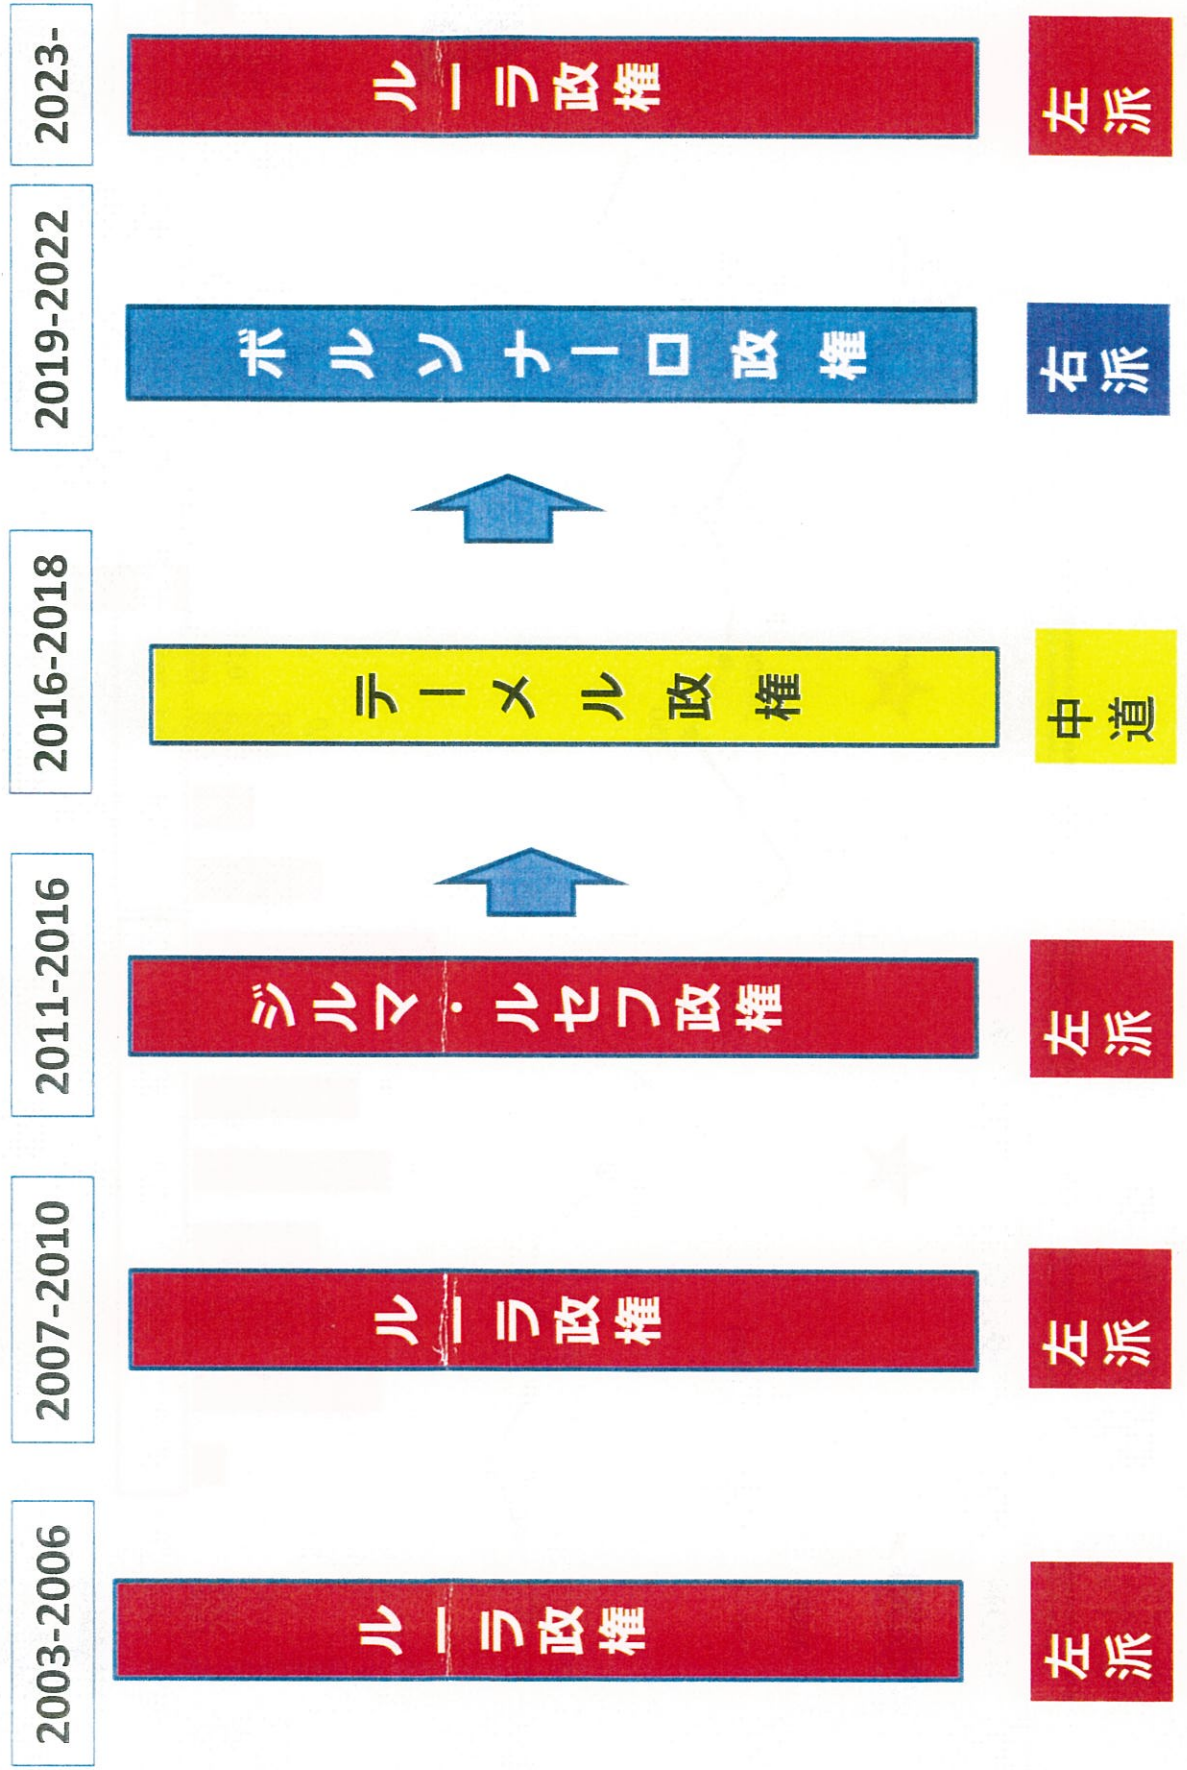 2003-2006
ルーラ政権
左派
2007-2010
ルーラ政権
左派
2011-2016
ジルマ・ルセフ政権
左派
2016-2018
テーメル政権
中道
2019-2022
ボルソナーロ政権
右派
2023-
ルーラ政権
左派